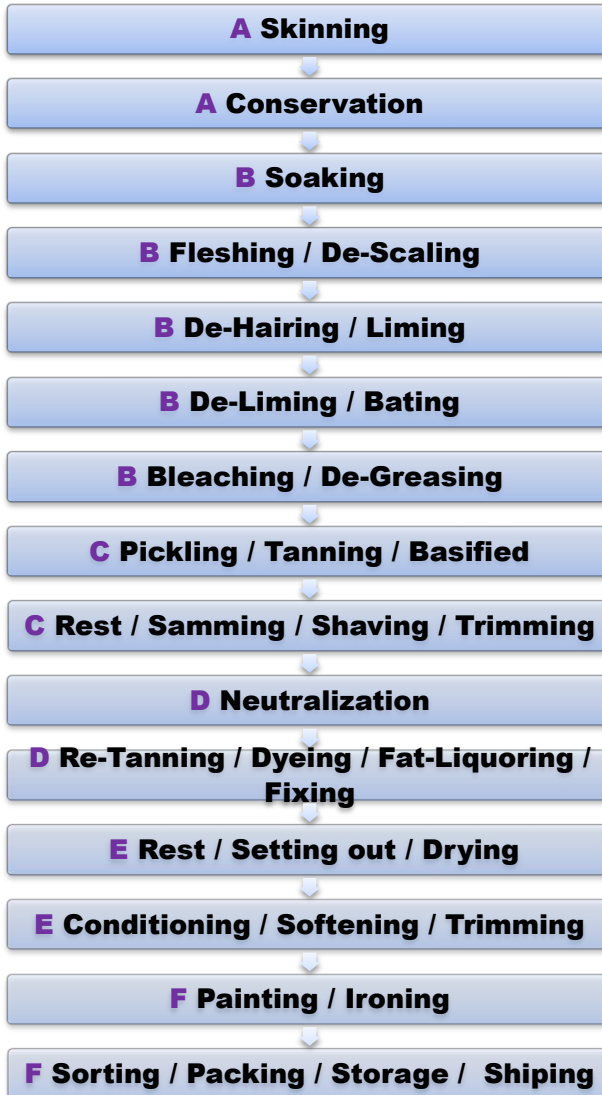 A Skinning
A Conservation
B Soaking
B Fleshing / De-Scaling
B De-Hairing / Liming
B De-Liming / Bating
B Bleaching / De-Greasing
C Pickling / Tanning / Basified
C Rest / Samming / Shaving / Trimming
D Neutralization
D Re-Tanning / Dyeing / Fat-Liquoring /
Fixing
E Rest / Setting out / Drying
E Conditioning / Softening / Trimming
F Painting / Ironing
F Sorting / Packing / Storage /  Shiping